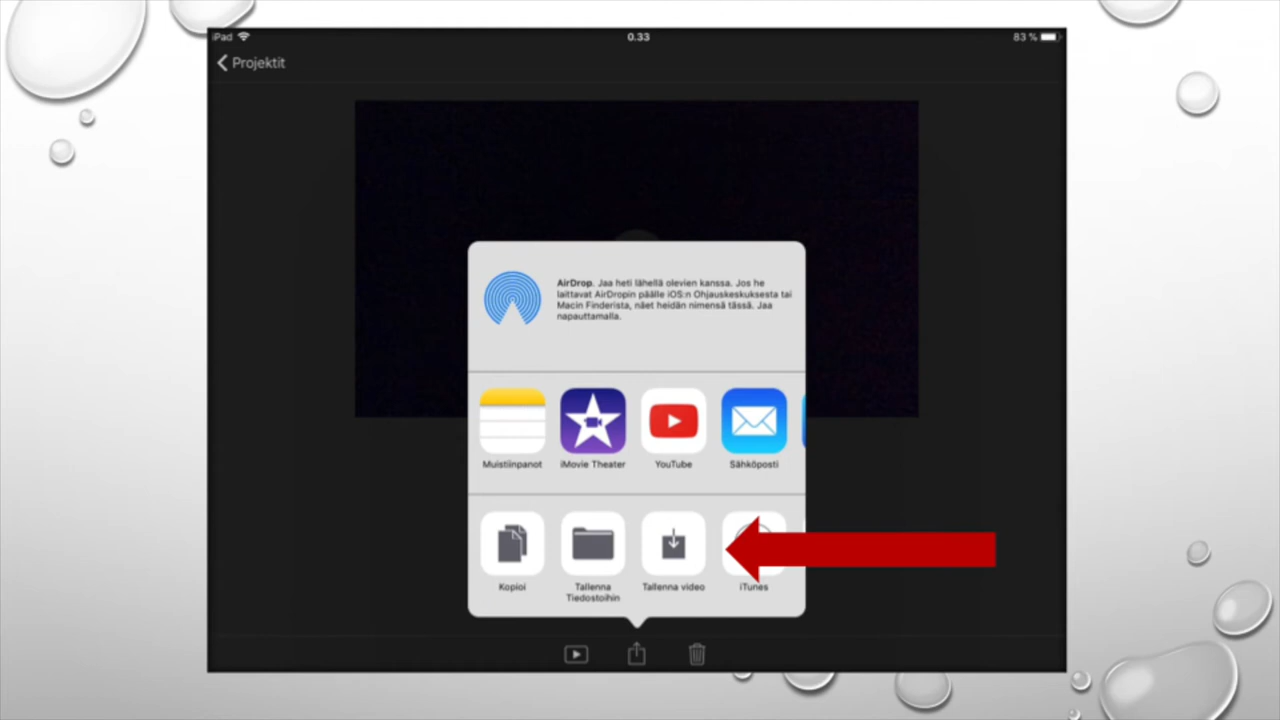 iPad
0.33
83 %
Projektit
AirDrop. Jaa heti lähellä olevien kanssa. Jos he
laittavat AirDropin päälle iOS:n Ohjauskeskuksesta tai
Macin Finderista, näet heidän nimensä tässä. Jaa
napauttamalla.
Muistiinpanot
iMovie Theater
YouTube
Sähköposti
Kopioi
Tallenna
Tiedostoihin
Tallenna video
iTunes